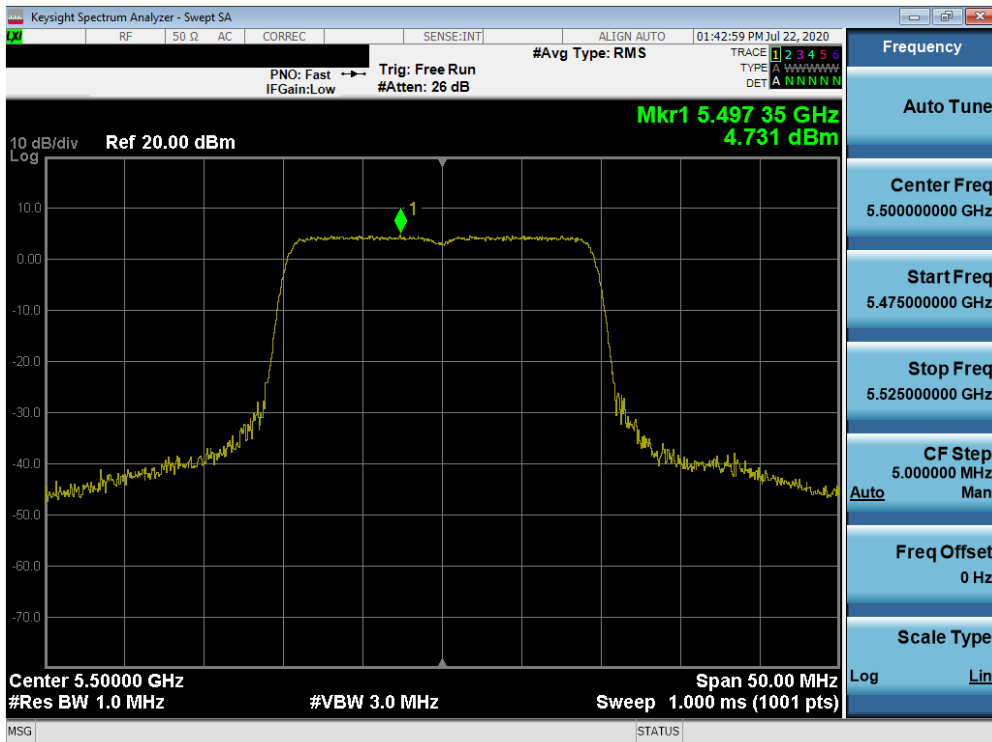 Keysight Spectrum Analyzer - Swept SA
LXI RF 50 Ω AC CORREC SENSE:INT ALIGN AUTO 01:42:59 PM Jul 22, 2020
#Avg Type: RMS
TRACE 1 2 3 4 5 6
PNO: Fast Trig: Free Run
TYPE A WWWWW
IFGain:Low #Atten: 26 dB
DET A N N N N N
Mkr1 5.497 35 GHz
4.731 dBm
10 dB/div Ref 20.00 dBm
Log
1
10.0
0.00
-10.0
-20.0
-30.0
-40.0
-50.0
-60.0
-70.0
Center 5.50000 GHz Span 50.00 MHz
#Res BW 1.0 MHz #VBW 3.0 MHz Sweep 1.000 ms (1001 pts)
MSG STATUS
Frequency
Auto Tune
Center Freq
5.500000000 GHz
Start Freq
5.475000000 GHz
Stop Freq
5.525000000 GHz
CF Step
5.000000 MHz
Auto Man
Freq Offset
0 Hz
Scale Type
Log Lin